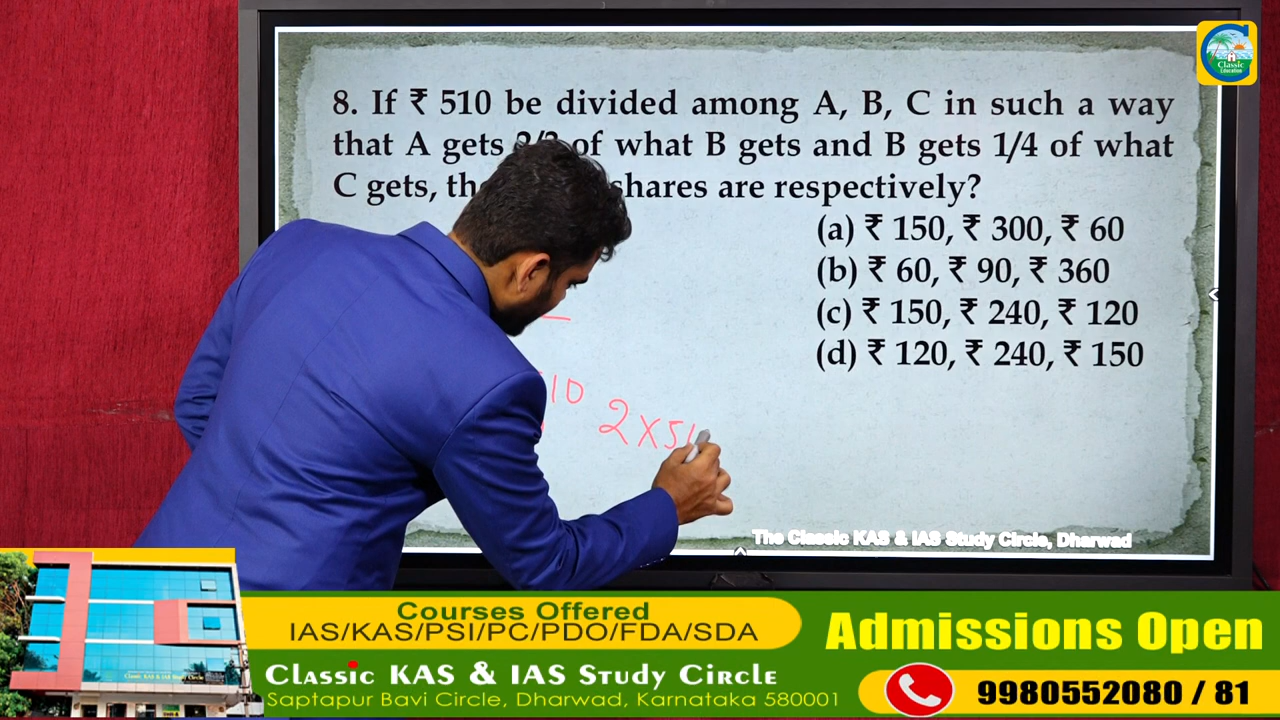 Classic
Education
8. If ₹ 510 be divided among A, B, C in such a way
that A gets of what B gets and B gets 1/4 of what
C gets, shares are respectively?
(a) ₹ 150, ₹ 300, ₹ 60
(b) ₹ 60, ₹ 90, ₹ 360
(c) ₹ 150, ₹ 240, ₹ 120
(d) ₹ 120, ₹ 240, ₹ 150
10 2×51
The Classic KAS & IAS Study Circle, Dharwad
Courses Offered
IAS/KAS/PSI/PC/PDO/FDA/SDA
Classic KAS & IAS Study Circle
Saptapur Bavi Circle, Dharwad, Karnataka 580001
Admissions Open
9980552080 / 81